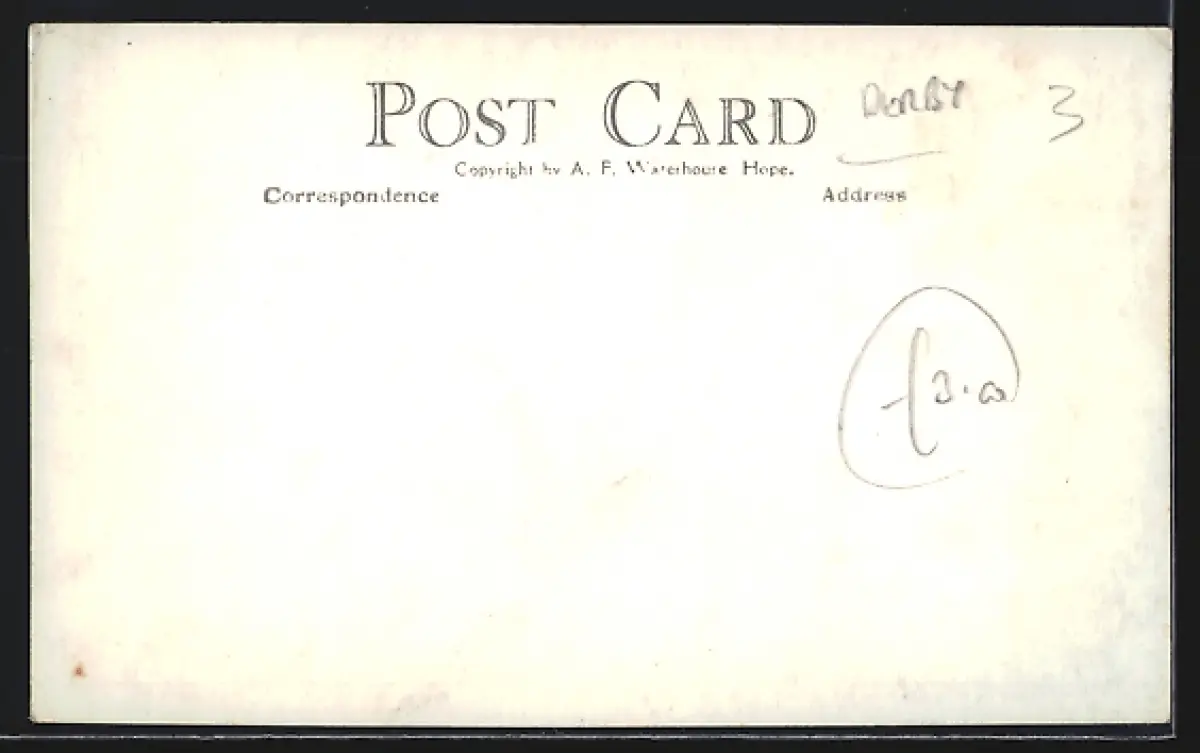 POST CARD
DERBY
3
Copyright by A. F. Waterhouse Hope.
Correspondence
Address
£3.00